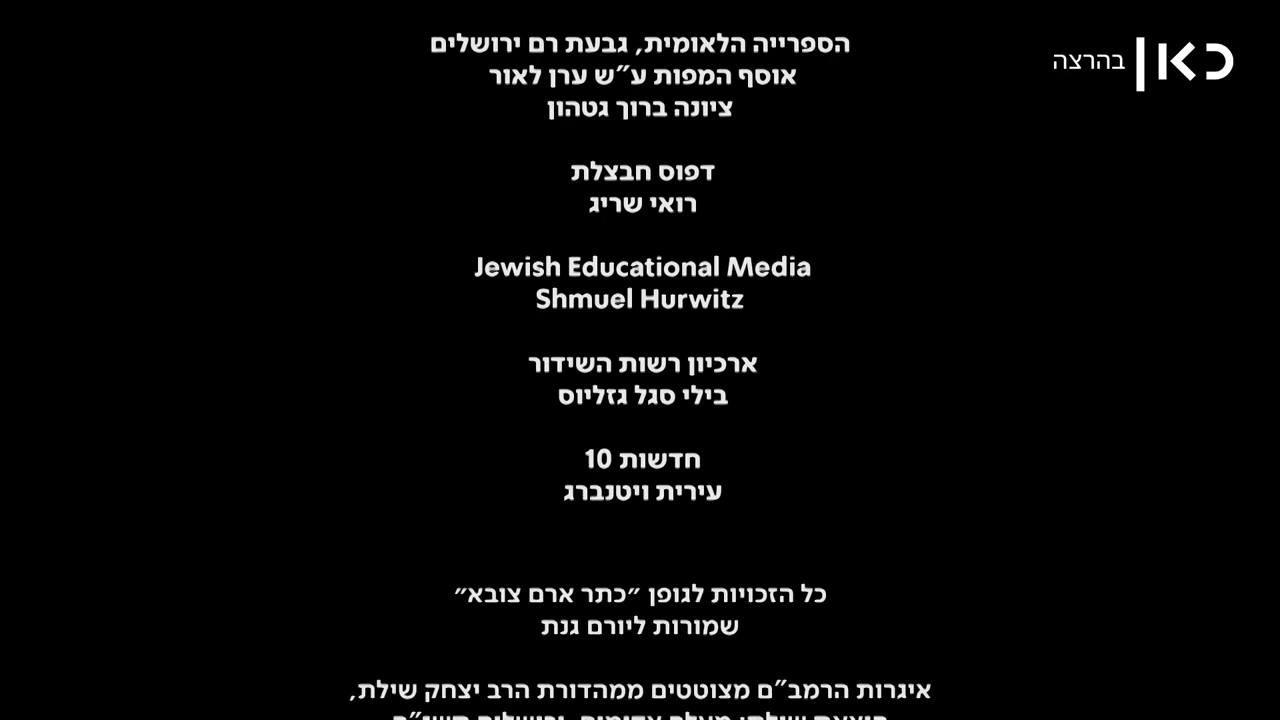 הספרייה הלאומית, גבעת רם ירושלים
אוסף המפות ע״ש ערן לאור
ציונה ברוך גטהון
דפוס חבצלת
רואי שריג
Jewish Educational Media
Shmuel Hurwitz
ארכיון רשות השידור
בילי סגל גזליוס
חדשות 10
עירית ויטנברג
כל הזכויות לגופן ״כתר ארם צובא״
שמורות ליורם גנת
איגרות הרמב״ם מצוטטים ממהדורת הרב יצחק שילת,
כאן בהרצה